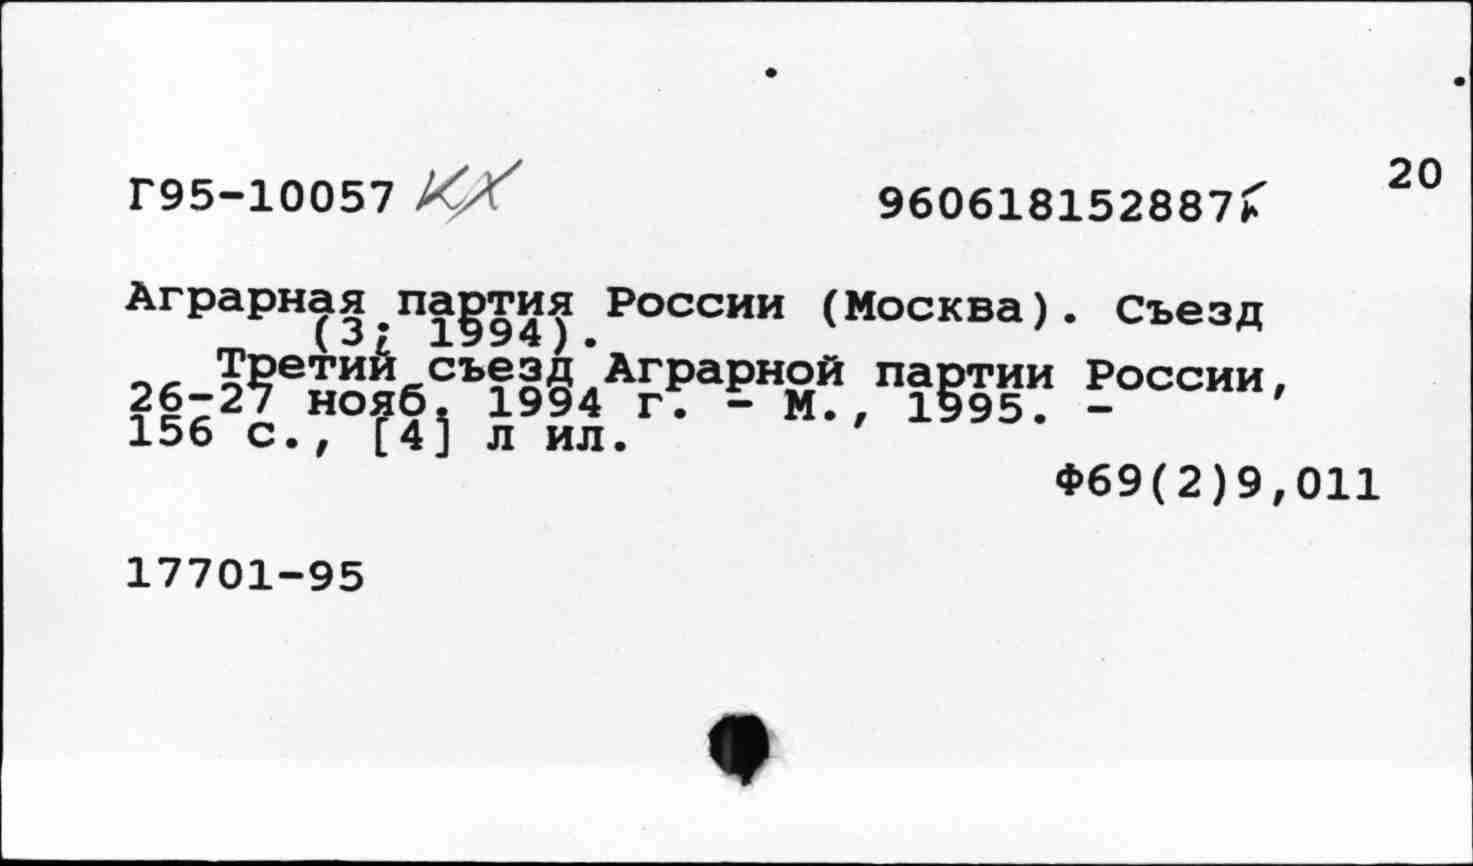 Г95-10057 КХ
960618152887к
20
Аграрная партия России (Москва). Съезд
(3; 1994).
Третий съезд Аграрной партии России,
26-27 нояб. 1994 г. - М., 1995. -
156 с., [4] л ил.
Ф69(2)9,011
17701-95